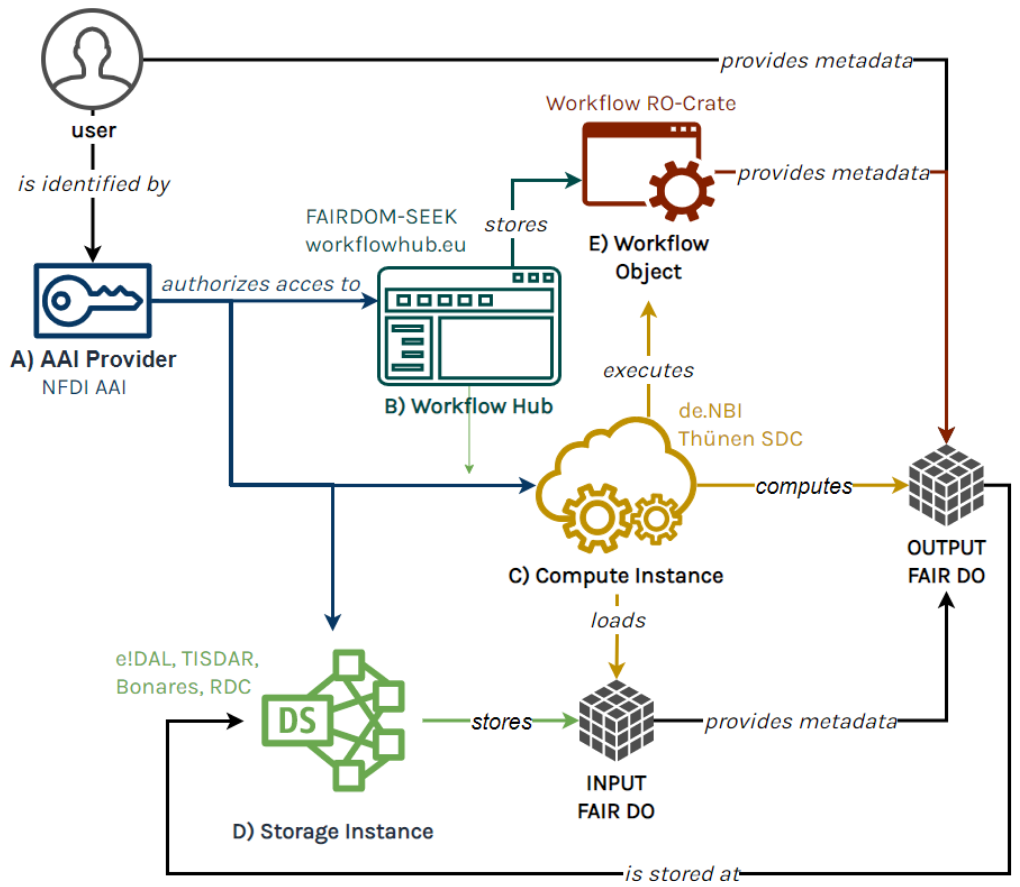 provides metadata
user
is identified by
Workflow RO-Crate
provides metadata
FAIRDOM-SEEK
workflowhub.eu
stores
E) Workflow
Object
authorizes acces to
A) AAI Provider
NFDI AAI
B) Workflow Hub
executes
de.NBI
Thünen SDC
computes
OUTPUT
FAIR DO
C) Compute Instance
loads
e!DAL, TISDAR,
Bonares, RDC
DS
stores
provides metadata
INPUT
FAIR DO
D) Storage Instance
is stored at